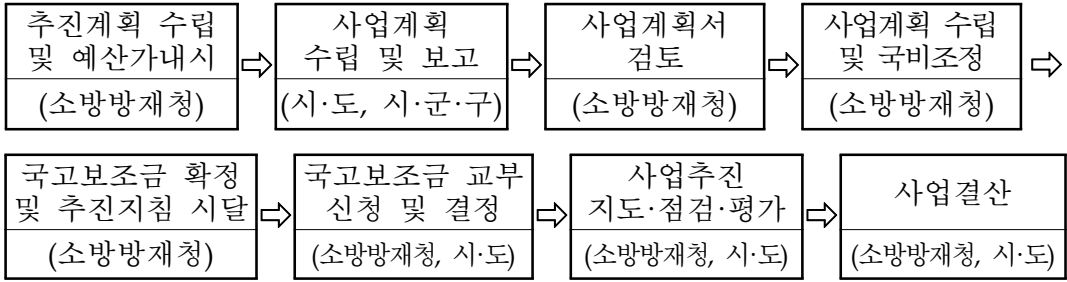 추진계획 수립
및 예산가내시
(소방방재청)
사업계획
수립 및 보고
(시·도, 시·군·구)
사업계획서
검토
(소방방재청)
사업계획 수립
및 국비조정
(소방방재청)
국고보조금 확정
및 추진지침 시달
(소방방재청)
국고보조금 교부
신청 및 결정
(소방방재청, 시·도)
사업추진
지도·점검·평가
(소방방재청, 시·도)
사업결산
(소방방재청, 시·도)